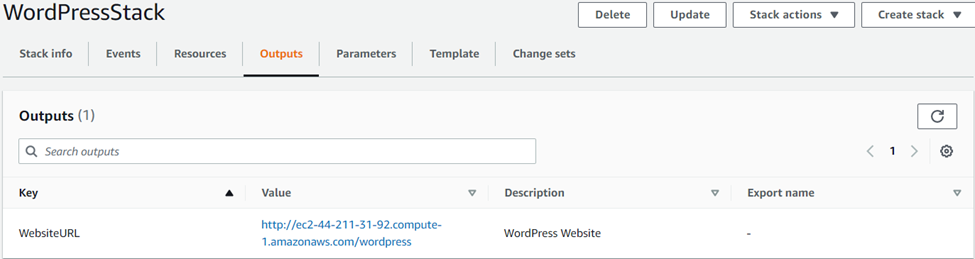 WordPressStack
Delete
Update
Stack actions
Create stack
Stack info
Events
Resources
Outputs
Parameters
Template
Change sets
Outputs (1)
Search outputs
1
Key
Value
Description
Export name
WebsiteURL
http://ec2-44-211-31-92.compute-
1.amazonaws.com/wordpress
WordPress Website
-